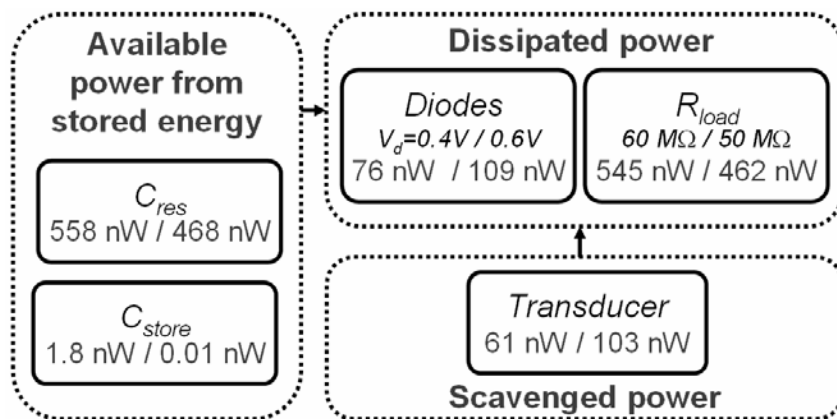 Available
power from
stored energy
C_res
558 nW / 468 nW
C_store
1.8 nW / 0.01 nW
Dissipated power
Diodes
V_d=0.4V / 0.6V
76 nW / 109 nW
R_load
60 MΩ / 50 MΩ
545 nW / 462 nW
Transducer
61 nW / 103 nW
Scavenged power